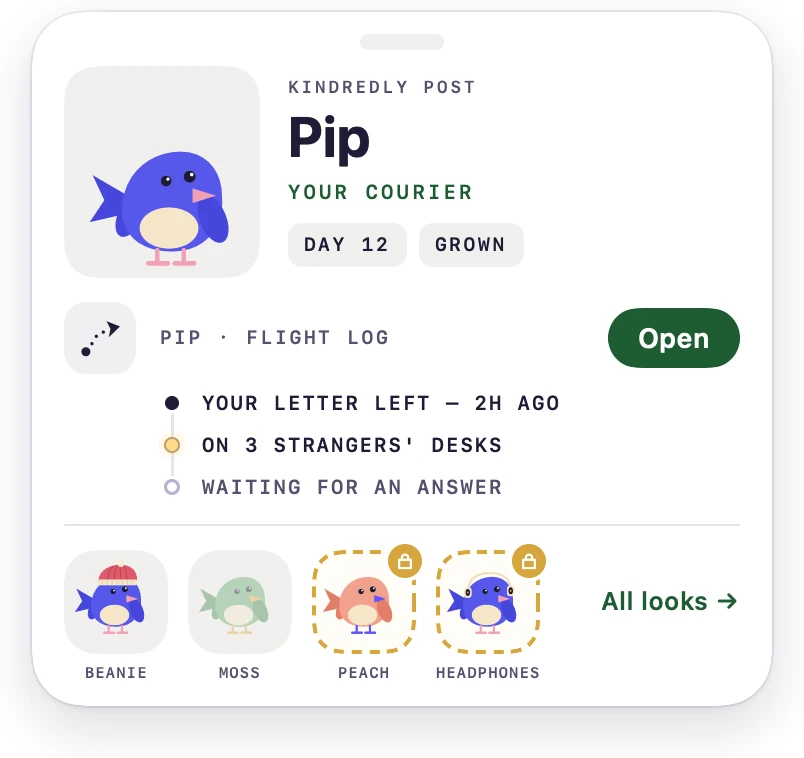 KINDREDLY POST
Pip
YOUR COURIER
DAY 12
GROWN
PIP · FLIGHT LOG
Open
YOUR LETTER LEFT — 2H AGO
ON 3 STRANGERS' DESKS
WAITING FOR AN ANSWER
All looks →
BEANIE
MOSS
PEACH
HEADPHONES